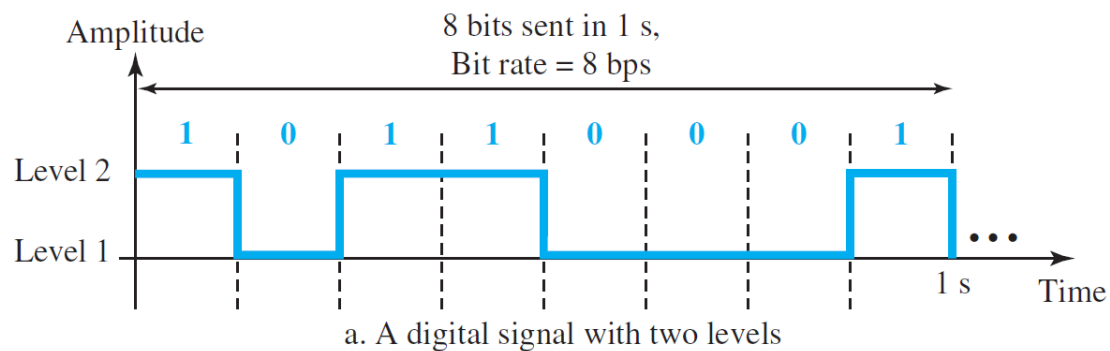 8 bits sent in 1 s,
Amplitude
Bit rate = 8 bps
1 0 1 1 0 0 0 1
Level 2
Level 1
...
1 s
Time
a. A digital signal with two levels